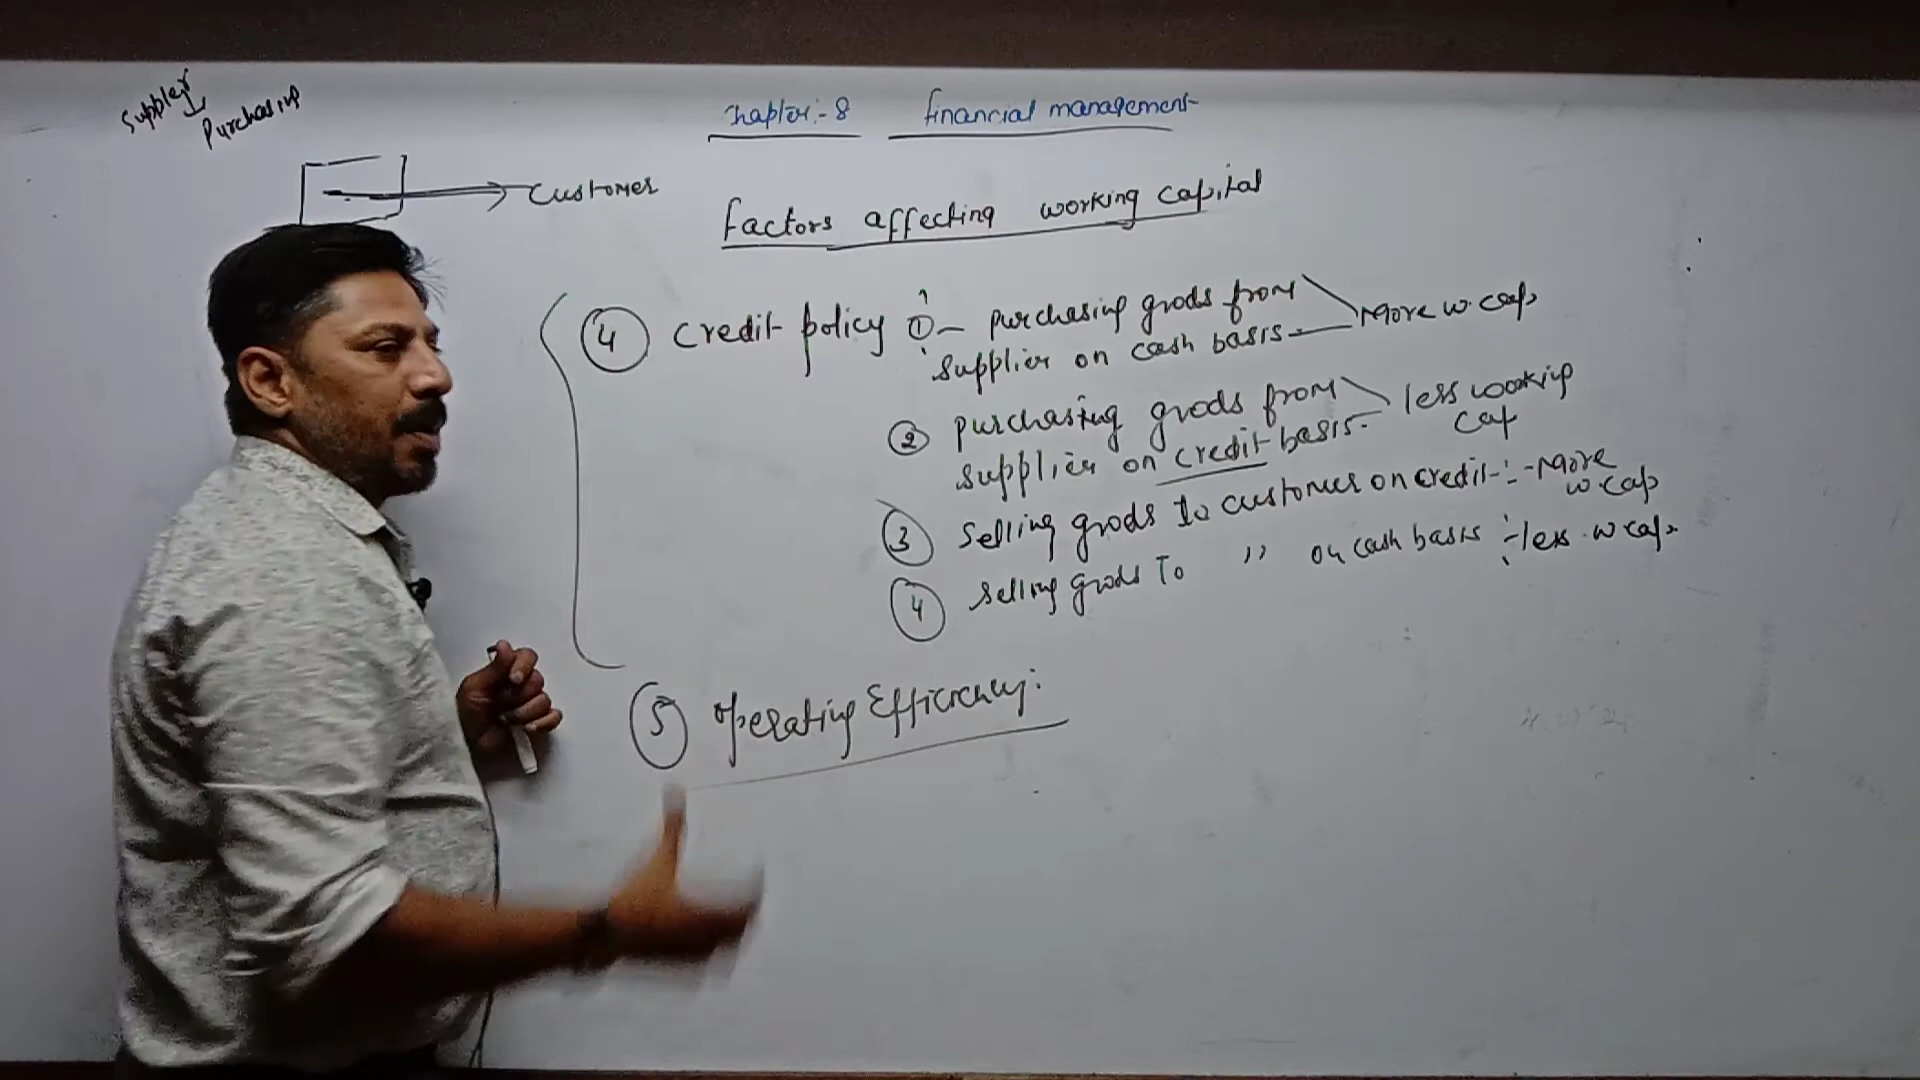 Supplier
Purchasing
Customer
Chapter:-8 financial management
factors affecting working capital
④ Credit policy ① - purchasing goods from
supplier on cash basis - More w. cap
② purchasing goods from
supplier on credit basis - less working
cap
③ Selling goods to customer on credit :- More
w. cap
④ Selling goods To " on cash basis :- less w cap.
⑤ Operating Efficiency: